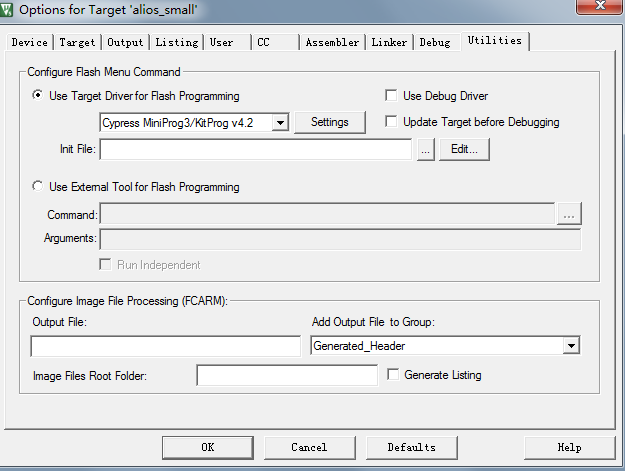 Options for Target 'alios_small'
Device Target Output Listing User CC Assembler Linker Debug Utilities
Configure Flash Menu Command
Use Target Driver for Flash Programming
Use Debug Driver
Cypress MiniProg3/KitProg v4.2
Settings
Update Target before Debugging
Init File:
...
Edit...
Use External Tool for Flash Programming
Command:
...
Arguments:
Run Independent
Configure Image File Processing (FCARM):
Output File:
Add Output File to Group:
Generated_Header
Image Files Root Folder:
Generate Listing
OK
Cancel
Defaults
Help